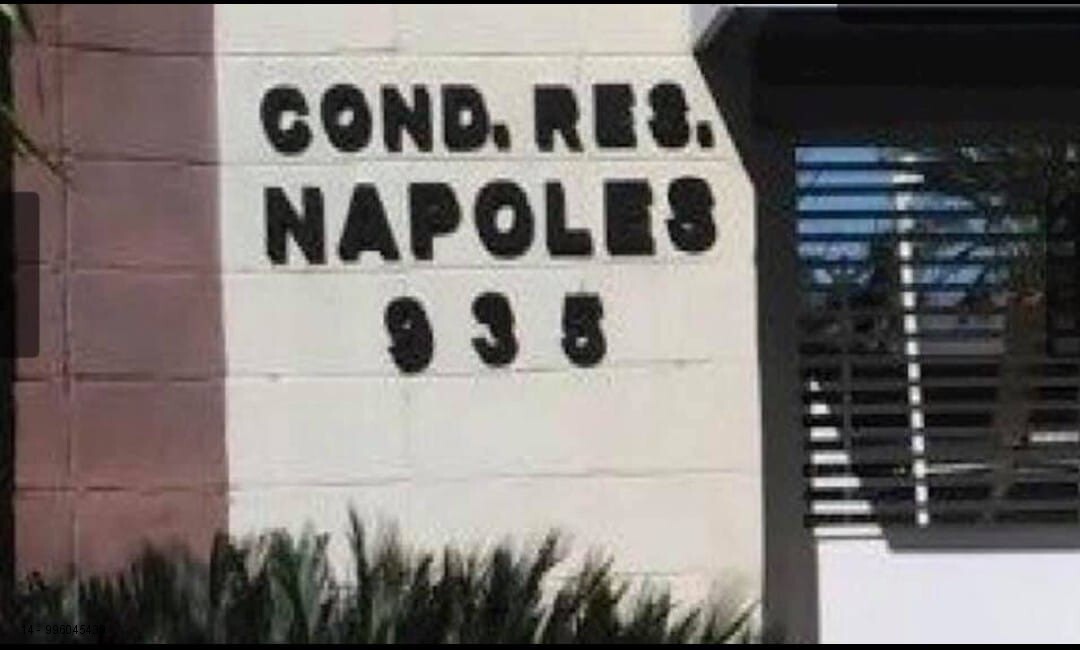 COND. RES.
NAPOLES
935